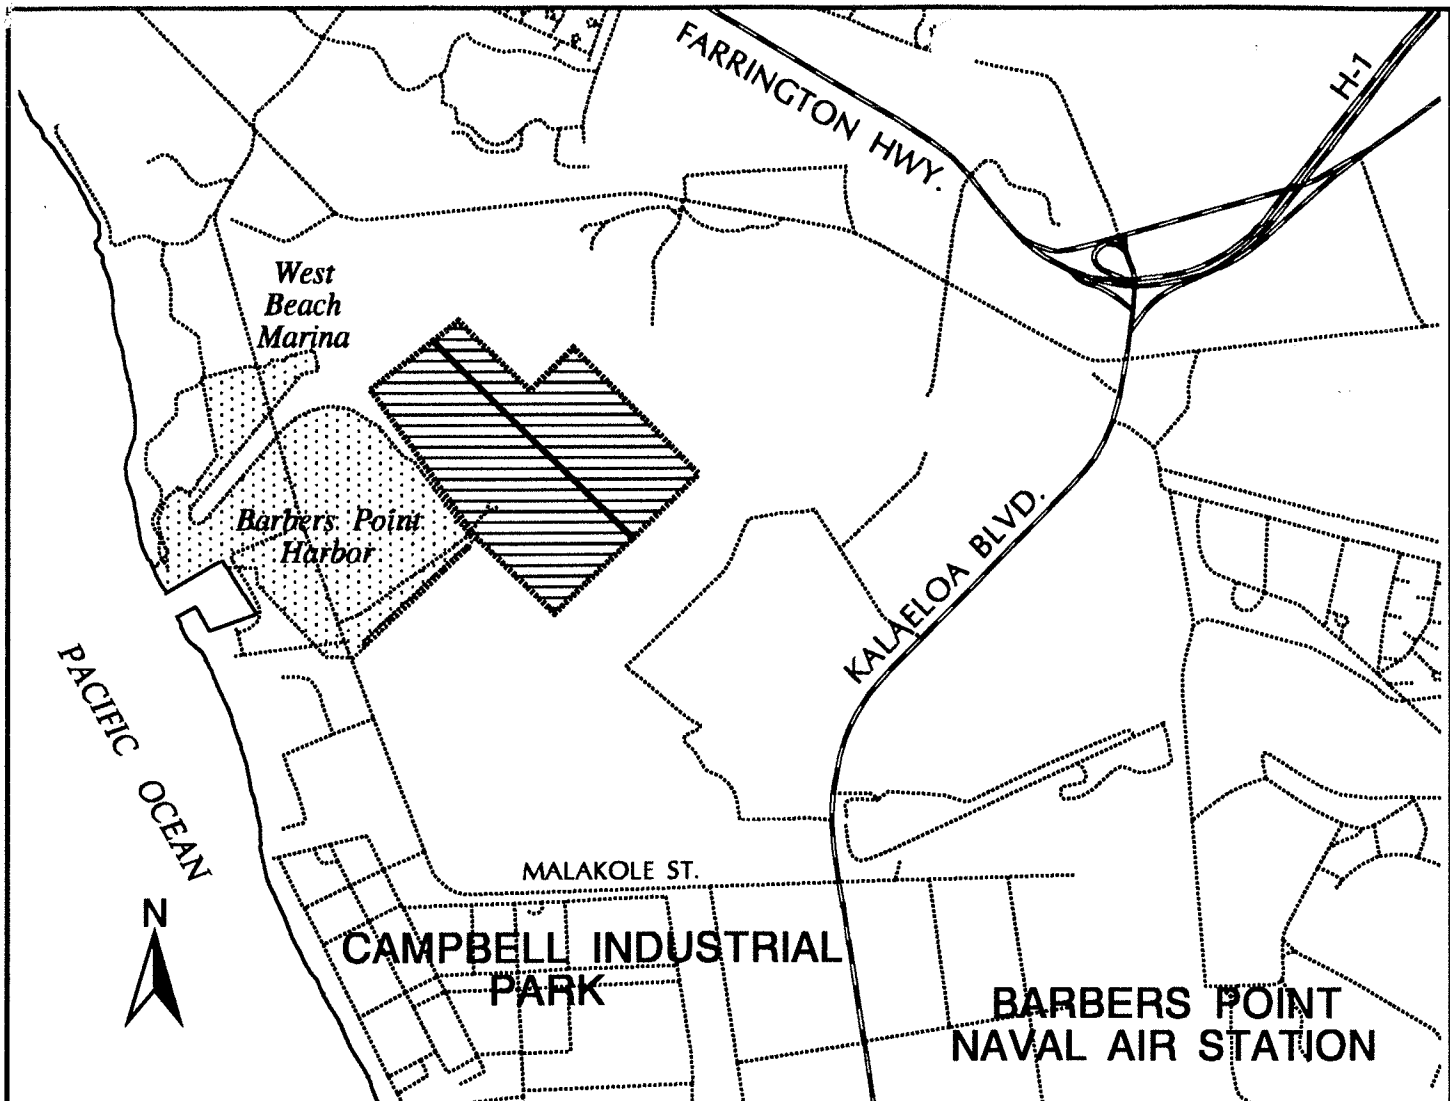 FARRINGTON HWY.
H-1
West
Beach
Marina
Barbers Point
Harbor
KALAELOA BLVD.
PACIFIC OCEAN
MALAKOLE ST.
N
CAMPBELL INDUSTRIAL
PARK
BARBERS POINT
NAVAL AIR STATION